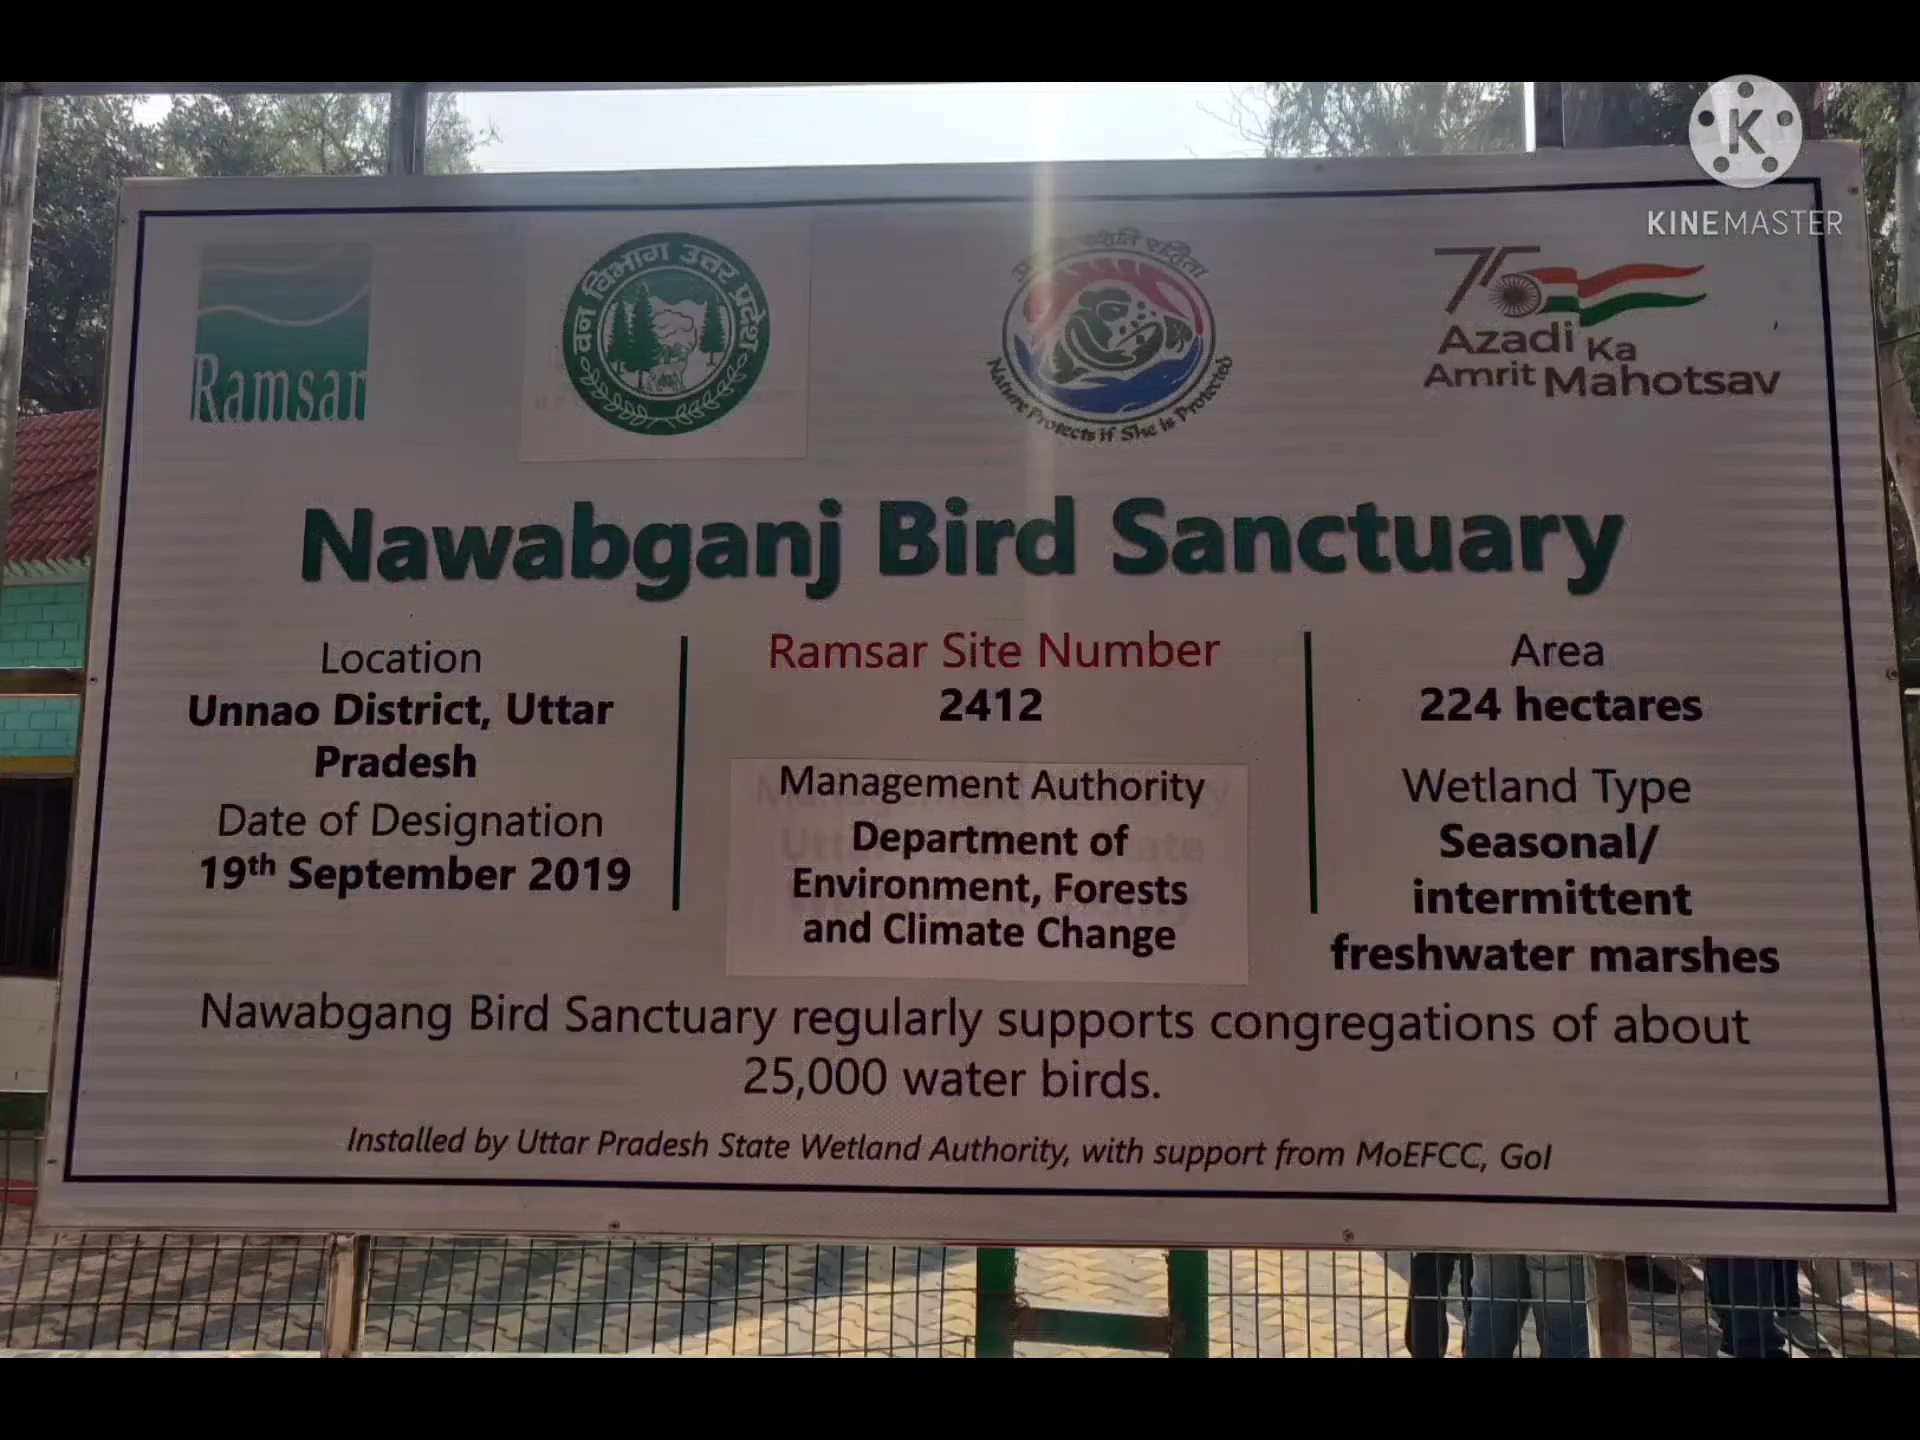 KINEMASTER
Ramsar
वन विभाग उत्तर प्रदेश
रक्षिता
Nature Protects if She is Protected
75
Azadi Ka
Amrit Mahotsav
Nawabganj Bird Sanctuary
Location
Unnao District, Uttar
Pradesh
Date of Designation
19th September 2019
Ramsar Site Number
2412
Management Authority
Department of
Environment, Forests
and Climate Change
Area
224 hectares
Wetland Type
Seasonal/
intermittent
freshwater marshes
Nawabgang Bird Sanctuary regularly supports congregations of about
25,000 water birds.
Installed by Uttar Pradesh State Wetland Authority, with support from MoEFCC, GoI